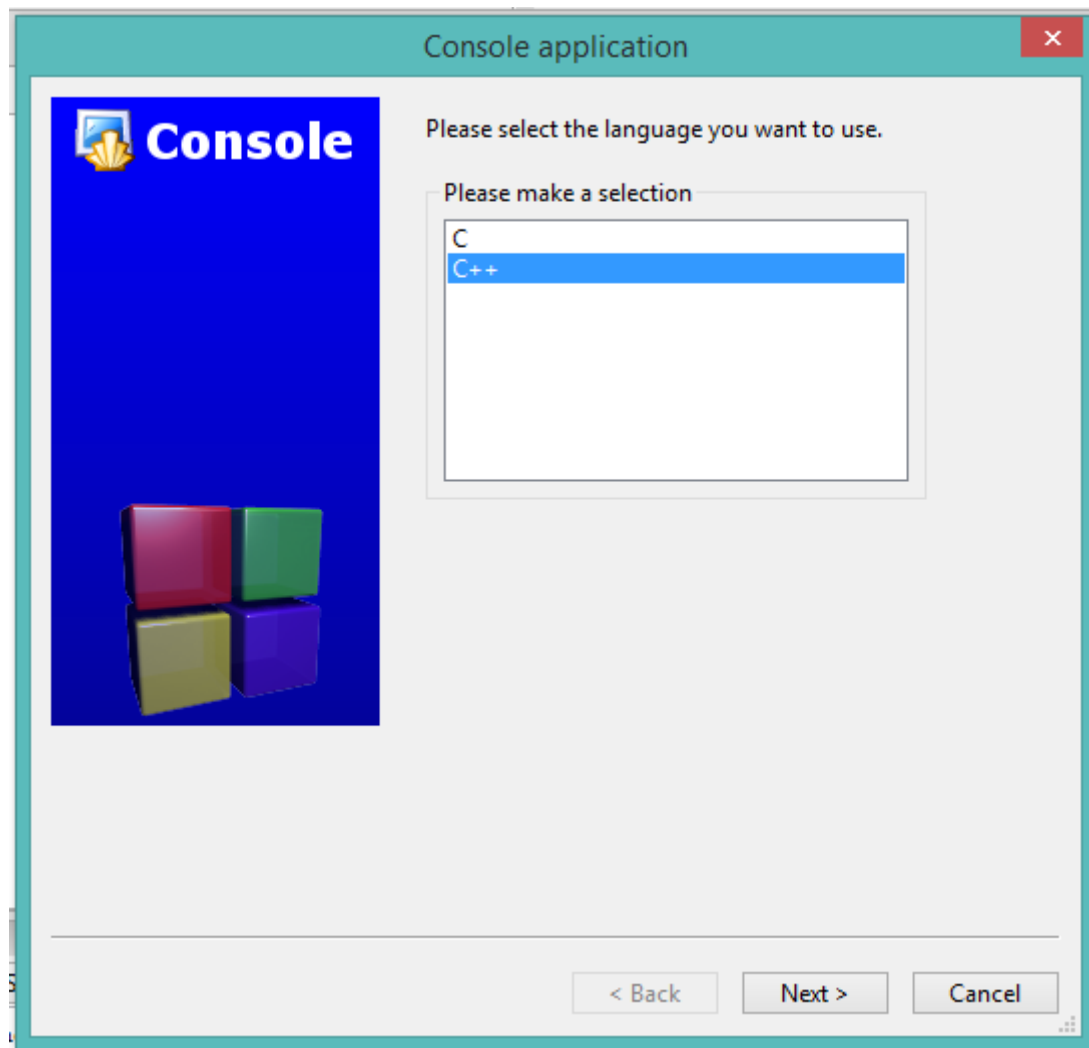 Console application
Console
Please select the language you want to use.
Please make a selection
C
C++
< Back
Next >
Cancel